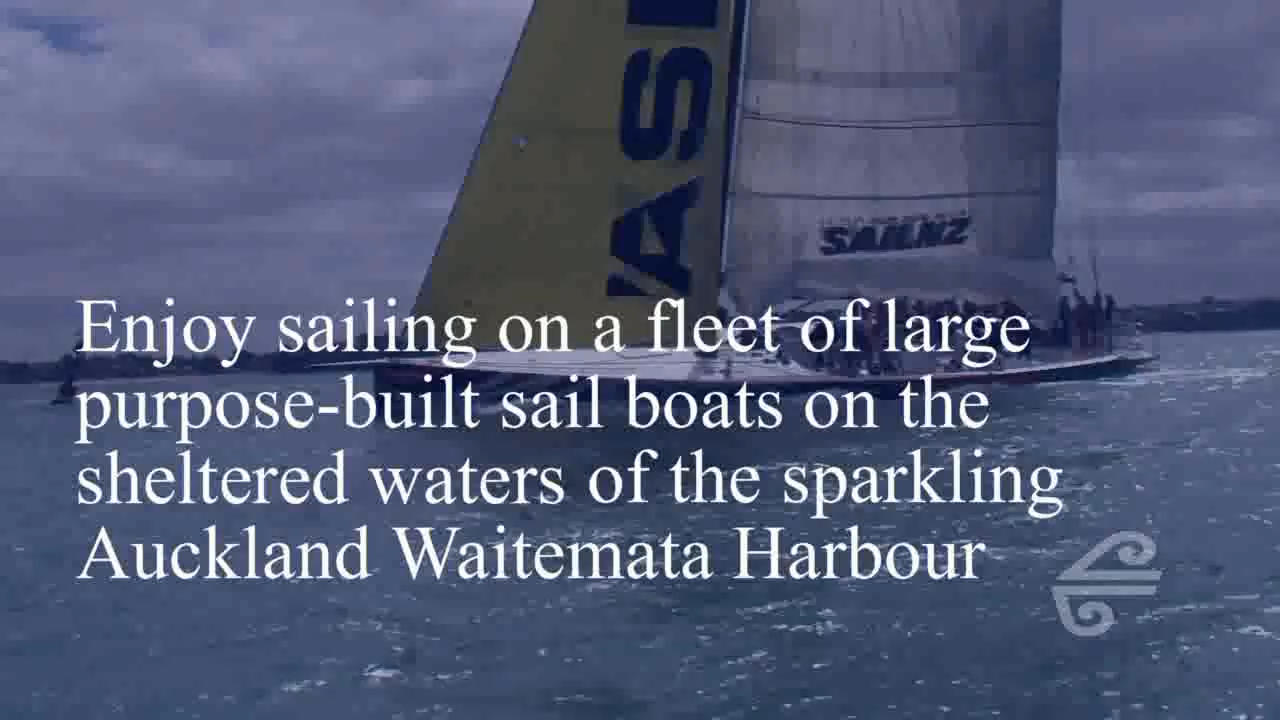 SAILNZ
Enjoy sailing on a fleet of large
purpose-built sail boats on the
sheltered waters of the sparkling
Auckland Waitemata Harbour